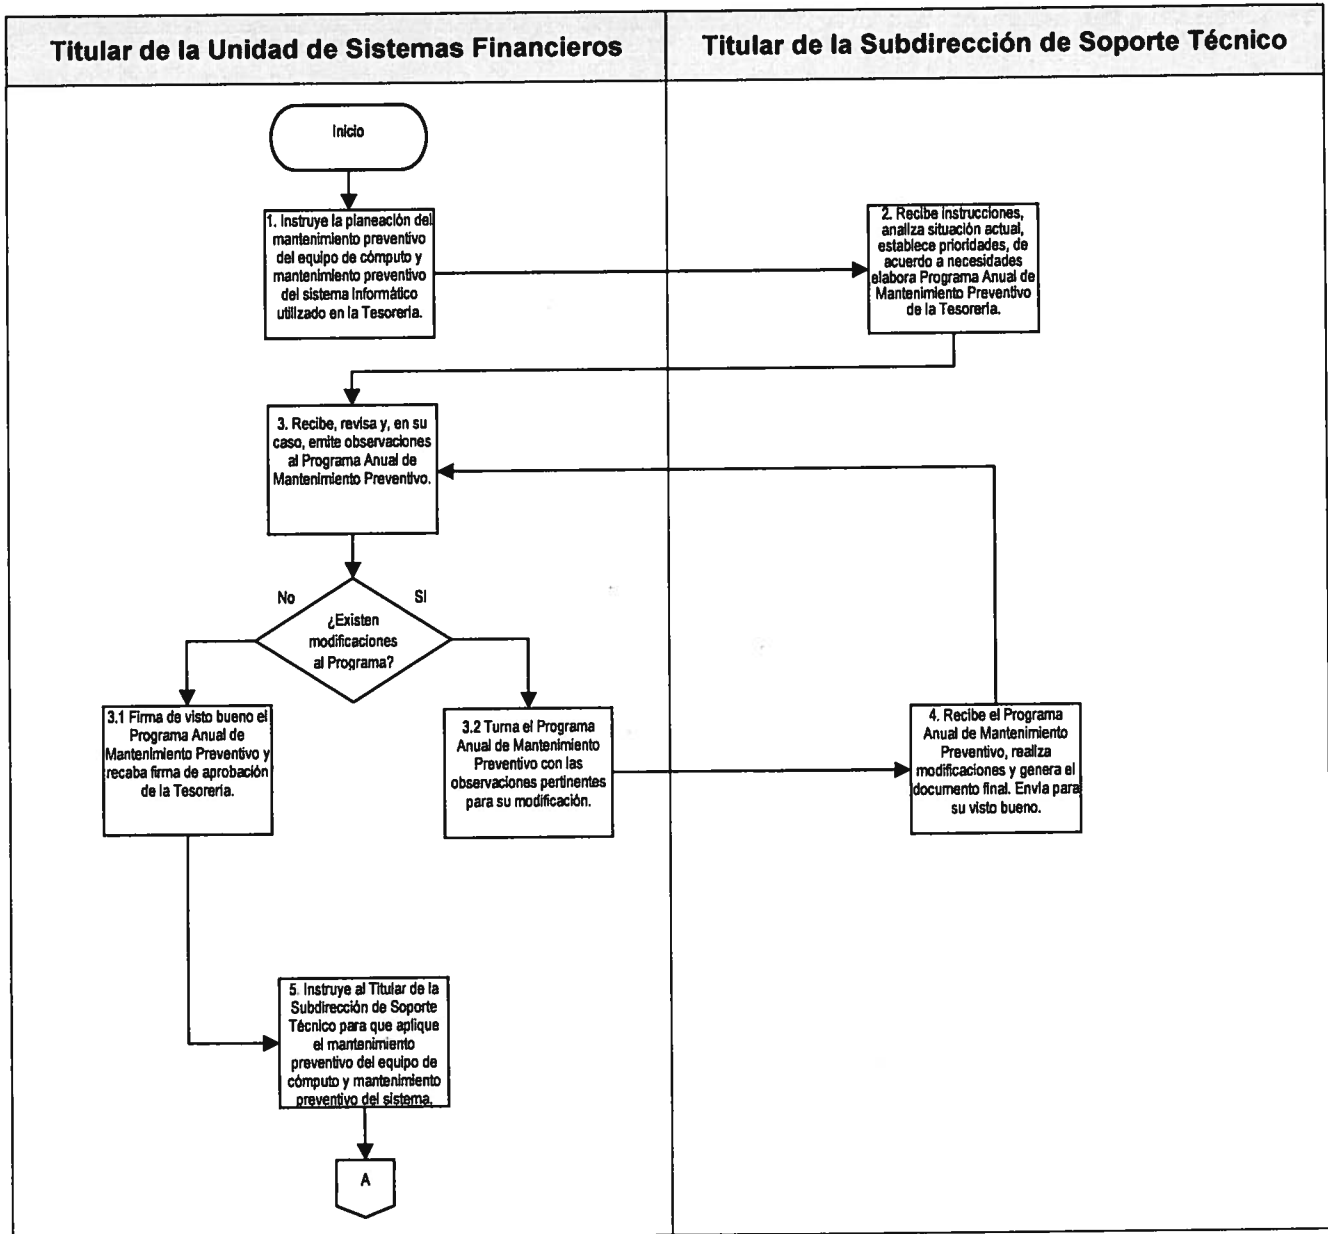 Titular de la Unidad de Sistemas Financieros
Titular de la Subdirección de Soporte Técnico
Inicio
1. Instruye la planeación del
mantenimiento preventivo
del equipo de cómputo y
mantenimiento preventivo
del sistema Informático
utilizado en la Tesorería.
2. Recibe instrucciones,
analiza situación actual,
establece prioridades, de
acuerdo a necesidades
elabora Programa Anual de
Mantenimiento Preventivo
de la Tesorería.
3. Recibe, revisa y, en su
caso, emite observaciones
al Programa Anual de
Mantenimiento Preventivo.
No
SI
¿Existen
modificaciones
al Programa?
3.1 Firma de visto bueno el
Programa Anual de
Mantenimiento Preventivo y
recaba firma de aprobación
de la Tesorería.
3.2 Turna el Programa
Anual de Mantenimiento
Preventivo con las
observaciones pertinentes
para su modificación.
4. Recibe el Programa
Anual de Mantenimiento
Preventivo, realiza
modificaciones y genera el
documento final. Envía para
su visto bueno.
5. Instruye al Titular de la
Subdirección de Soporte
Técnico para que aplique
el mantenimiento
preventivo del equipo de
cómputo y mantenimiento
preventivo del sistema.
A